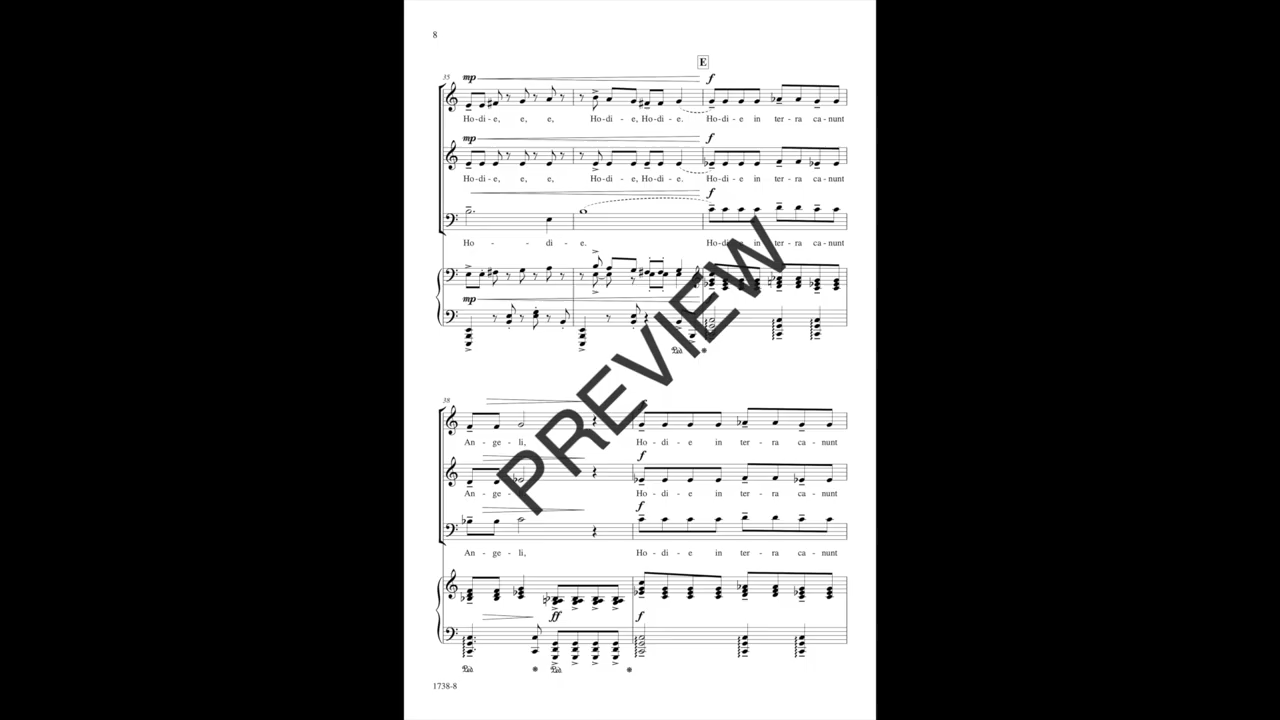 8
E
35
mp f
Ho - di - e, e, e, Ho - di - e, Ho - di - e. Ho - di - e in ter - ra ca - nunt
mp f
Ho - di - e, e, e, Ho - di - e, Ho - di - e. Ho - di - e in ter - ra ca - nunt
f
Ho - - di - e. Ho - di - e in ter - ra ca - nunt
mp
Ped
PREVIEW
38
f
An - ge - li, Ho - di - e in ter - ra ca - nunt
f
An - ge - Ho - di - e in ter - ra ca - nunt
f
An - ge - li, Ho - di - e in ter - ra ca - nunt
ff f
Ped Ped
1738-8